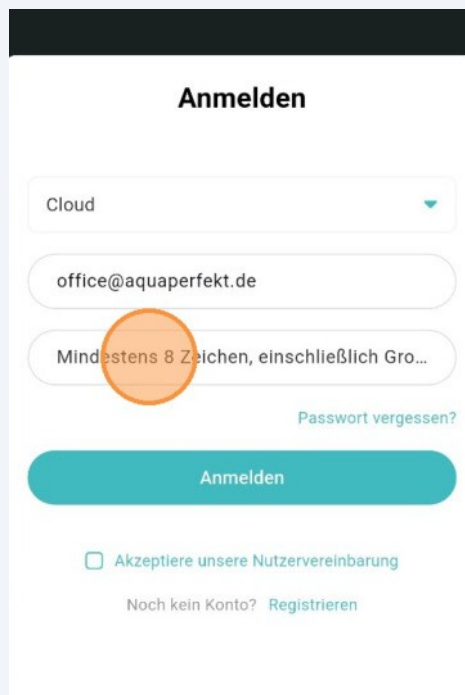 Anmelden
Cloud
office@aquaperfekt.de
Mindestens 8 Zeichen, einschließlich Gro...
Passwort vergessen?
Anmelden
Akzeptiere unsere Nutzervereinbarung
Noch kein Konto? Registrieren